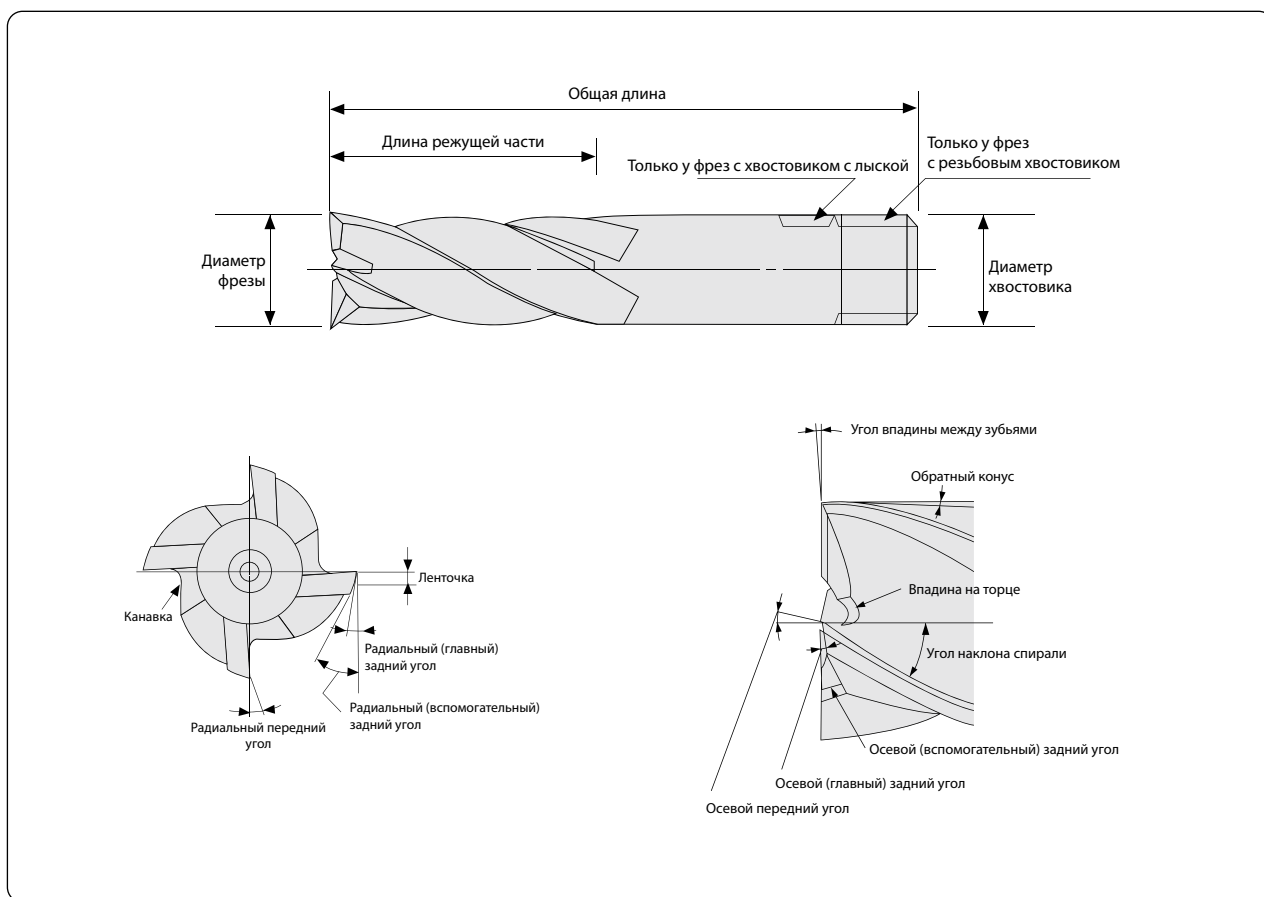 Общая длина
Длина режущей части
Только у фрез с хвостовиком с лыской
Только у фрез
с резьбовым хвостовиком
Диаметр
фрезы
Диаметр
хвостовика
Канавка
Ленточка
Радиальный (главный)
задний угол
Радиальный (вспомогательный)
задний угол
Радиальный передний
угол
Угол впадины между зубьями
Обратный конус
Впадина на торце
Угол наклона спирали
Осевой (вспомогательный) задний угол
Осевой (главный) задний угол
Осевой передний угол